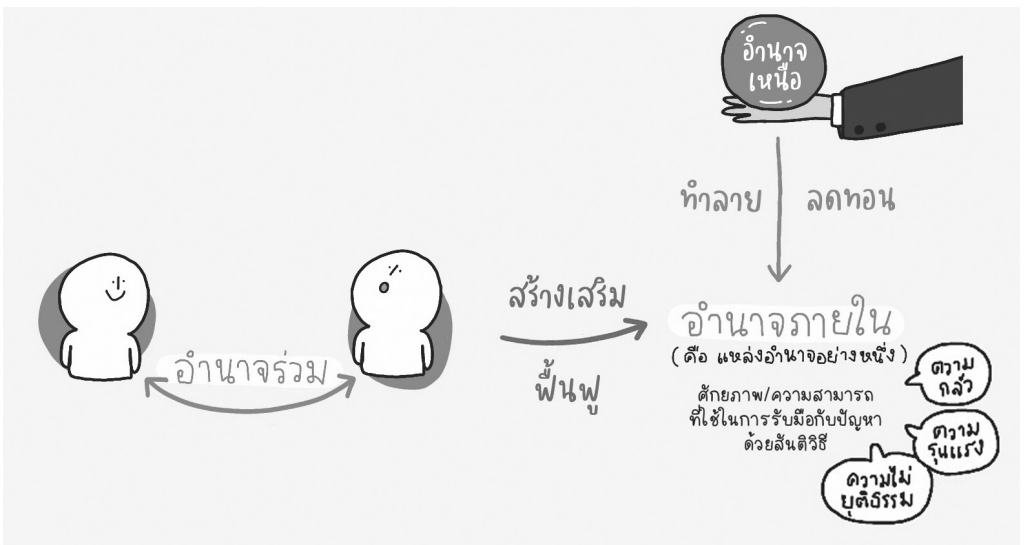 อำนาจ
เหนือ
ทำลาย
ลดทอน
อำนาจร่วม
สร้างเสริม
ฟื้นฟู
อำนาจภายใน
(คือ แหล่งอำนาจอย่างหนึ่ง)
ศักยภาพ/ความสามารถ
ที่ใช้ในการรับมือกับปัญหา
ด้วยสันติวิธี
ความ
กลัว
ความ
รุนแรง
ความไม่
ยุติธรรม